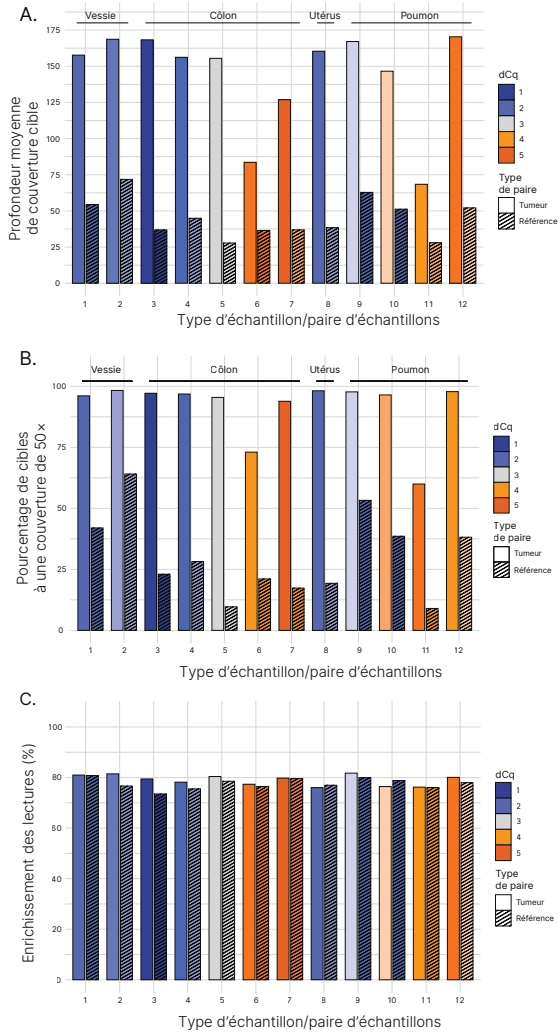 A.
Vessie Côlon Utérus Poumon
175
150
125
100
75
50
25
0
Profondeur moyenne
de couverture cible
1 2 3 4 5 6 7 8 9 10 11 12
Type d'échantillon/paire d'échantillons
dCq
1
2
3
4
5
Type
de paire
Tumeur
Référence
B.
Vessie Côlon Utérus Poumon
100
75
50
25
0
Pourcentage de cibles
à une couverture de 50 ×
1 2 3 4 5 6 7 8 9 10 11 12
Type d'échantillon/paire d'échantillons
dCq
1
2
3
4
5
Type
de paire
Tumeur
Référence
C.
100
80
60
40
20
0
Enrichissement des lectures (%)
1 2 3 4 5 6 7 8 9 10 11 12
Type d'échantillon/paire d'échantillons
dCq
1
2
3
4
5
Type
de paire
Tumeur
Référence